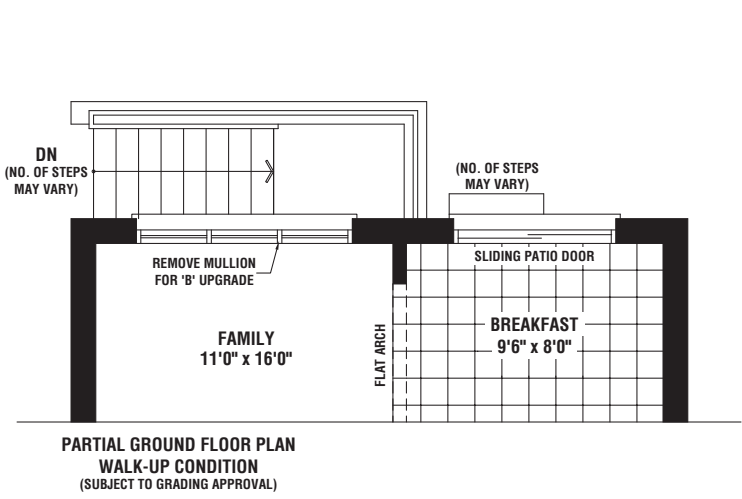 DN
(NO. OF STEPS
MAY VARY)
(NO. OF STEPS
MAY VARY)
REMOVE MULLION
FOR 'B' UPGRADE
SLIDING PATIO DOOR
FAMILY
11'0" x 16'0"
FLAT ARCH
BREAKFAST
9'6" x 8'0"
PARTIAL GROUND FLOOR PLAN
WALK-UP CONDITION
(SUBJECT TO GRADING APPROVAL)